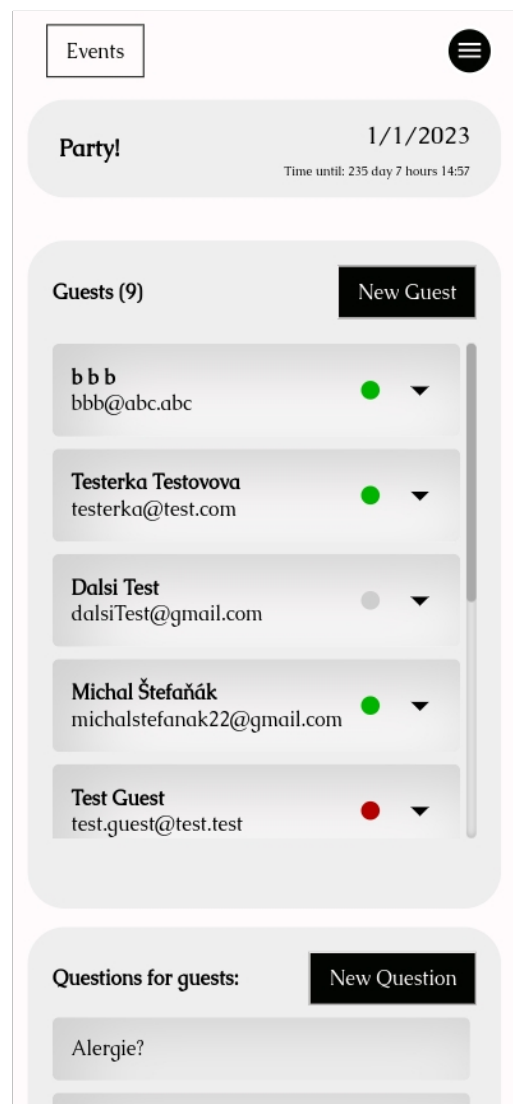 Events
Party!
1/1/2023
Time until: 235 day 7 hours 14:57
Guests (9)
New Guest
b b b
bbb@abc.abc
Testerka Testovova
testerka@test.com
Dalsi Test
dalsiTest@gmail.com
Michal Štefaňák
michalstefanak22@gmail.com
Test Guest
test.guest@test.test
Questions for guests:
New Question
Alergie?